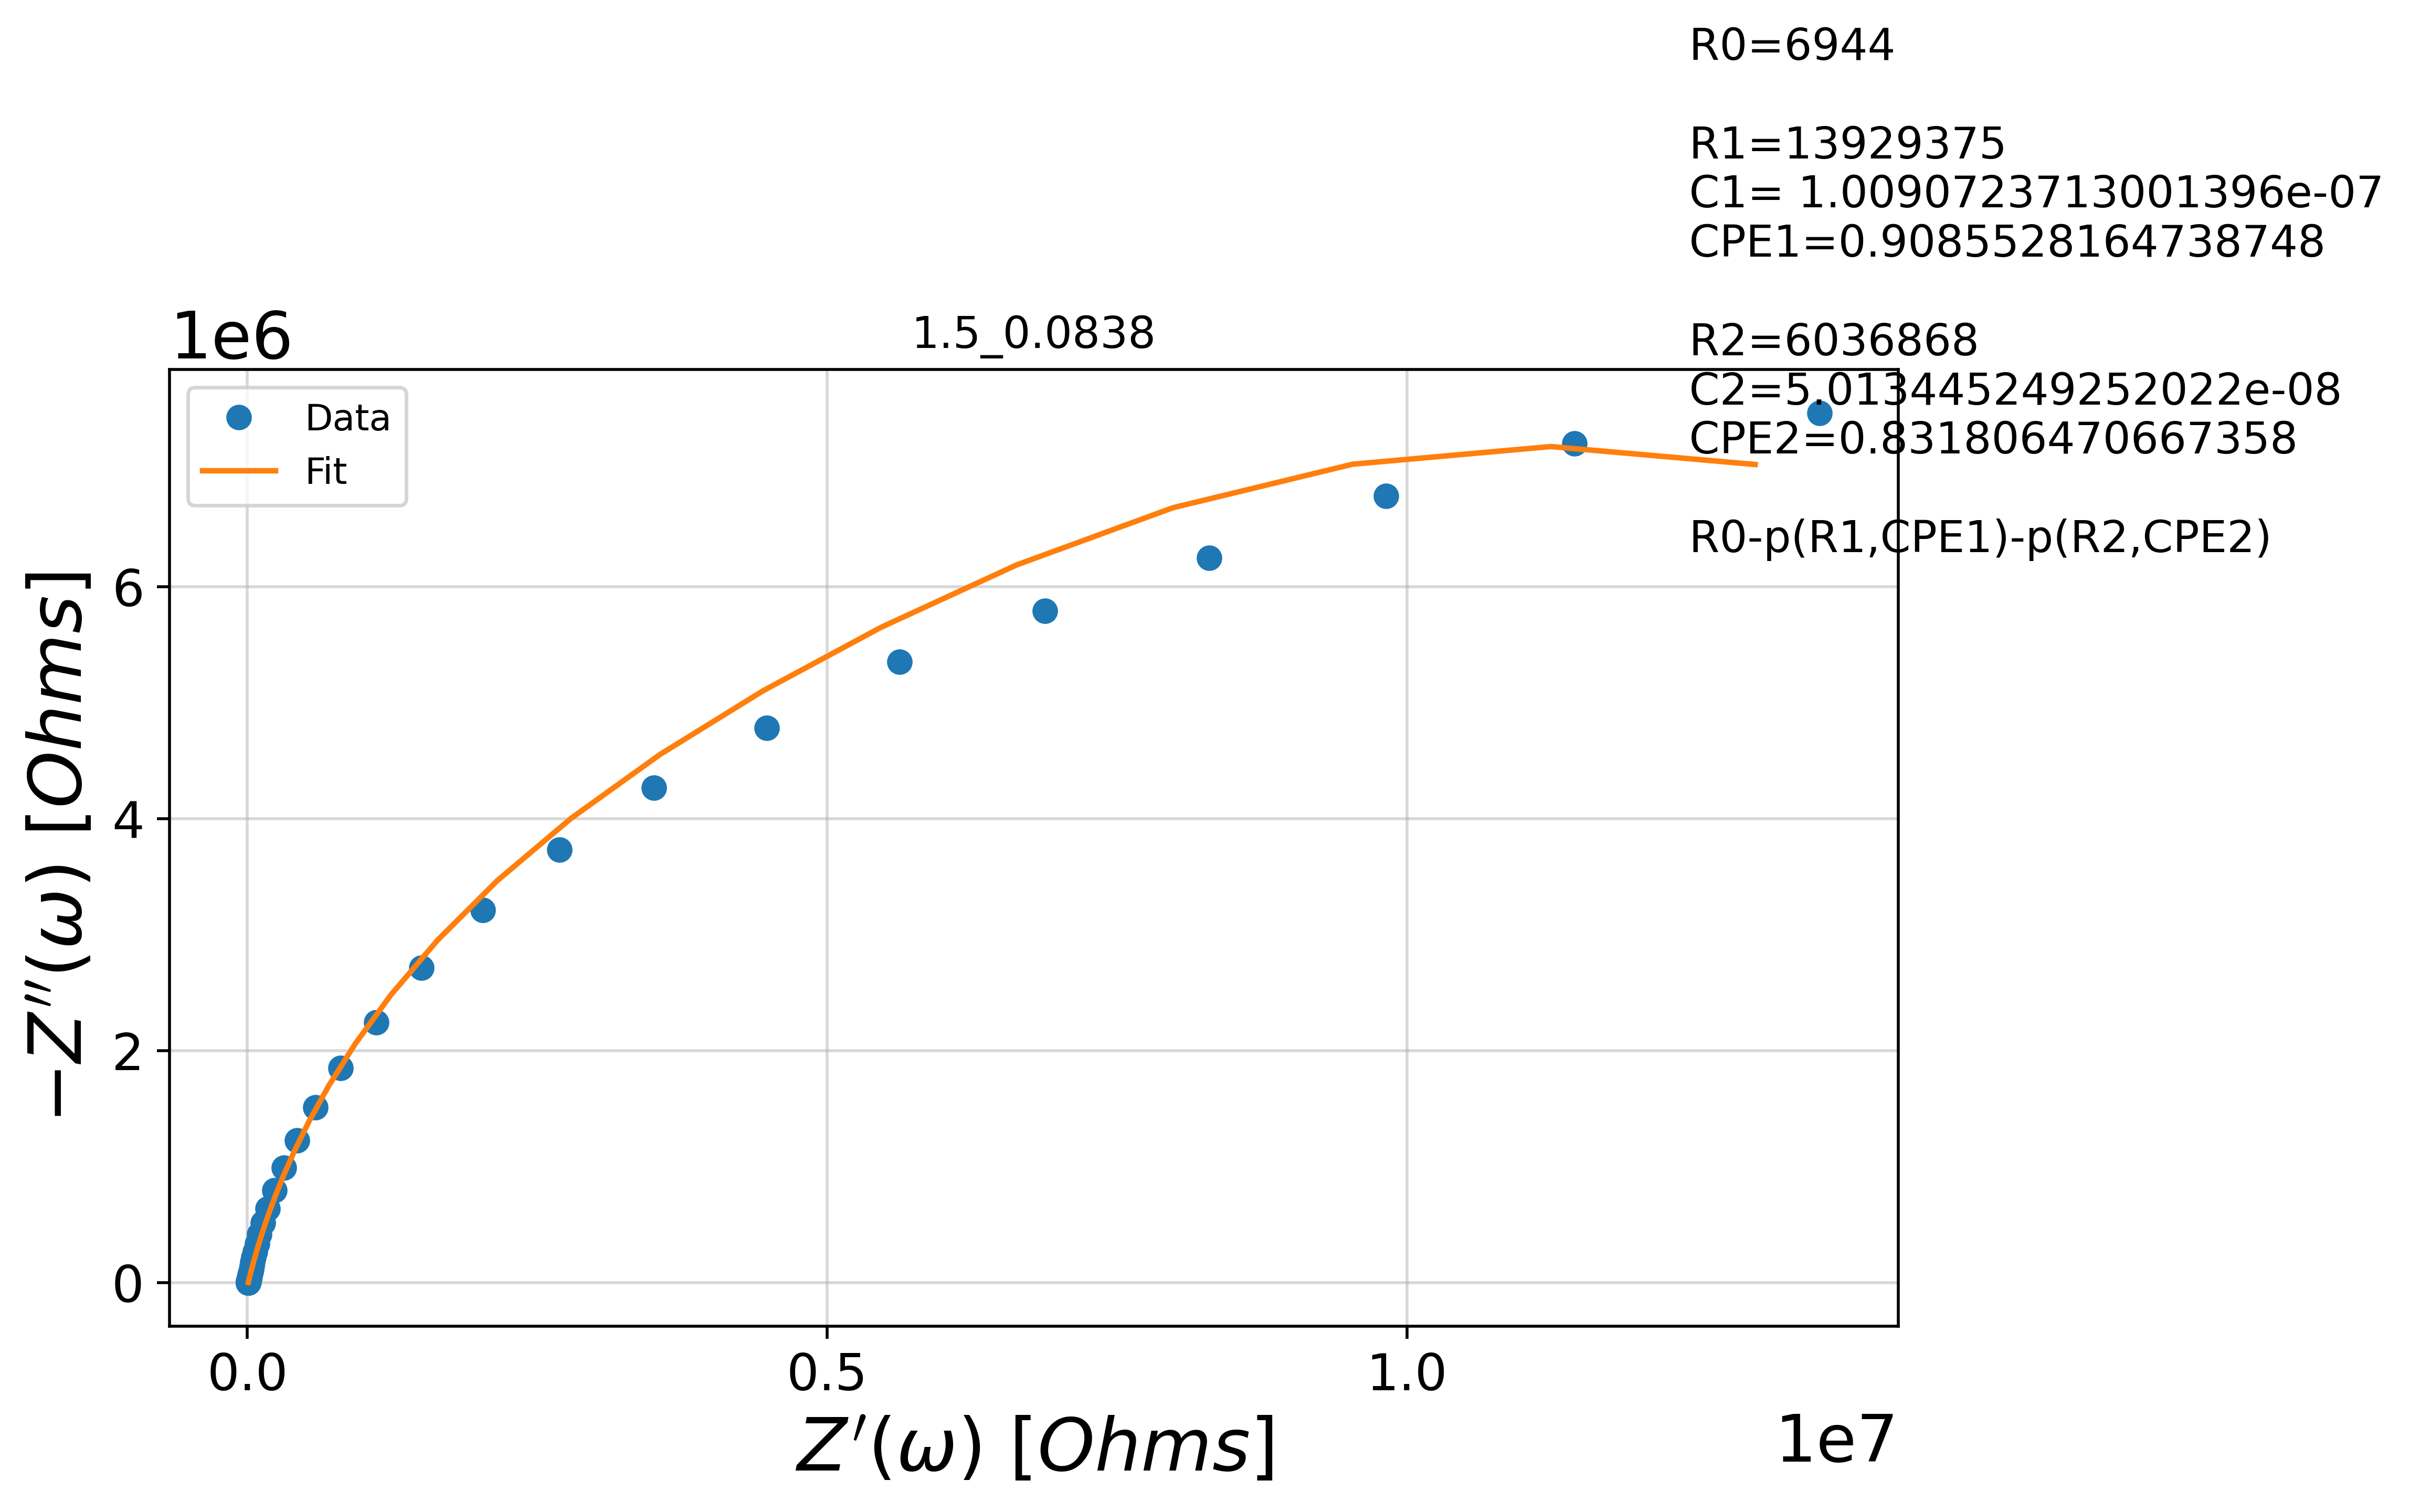 R0=6944
R1=13929375
C1= 1.0090723713001396e-07
CPE1=0.9085528164738748
R2=6036868
C2=5.013445249252022e-08
CPE2=0.831806470667358
R0-p(R1,CPE1)-p(R2,CPE2)
1e6
1.5_0.0838
Data
Fit
6
4
2
0
−Z′′(ω) [Ohms]
0.0 0.5 1.0
1e7
Z′(ω) [Ohms]